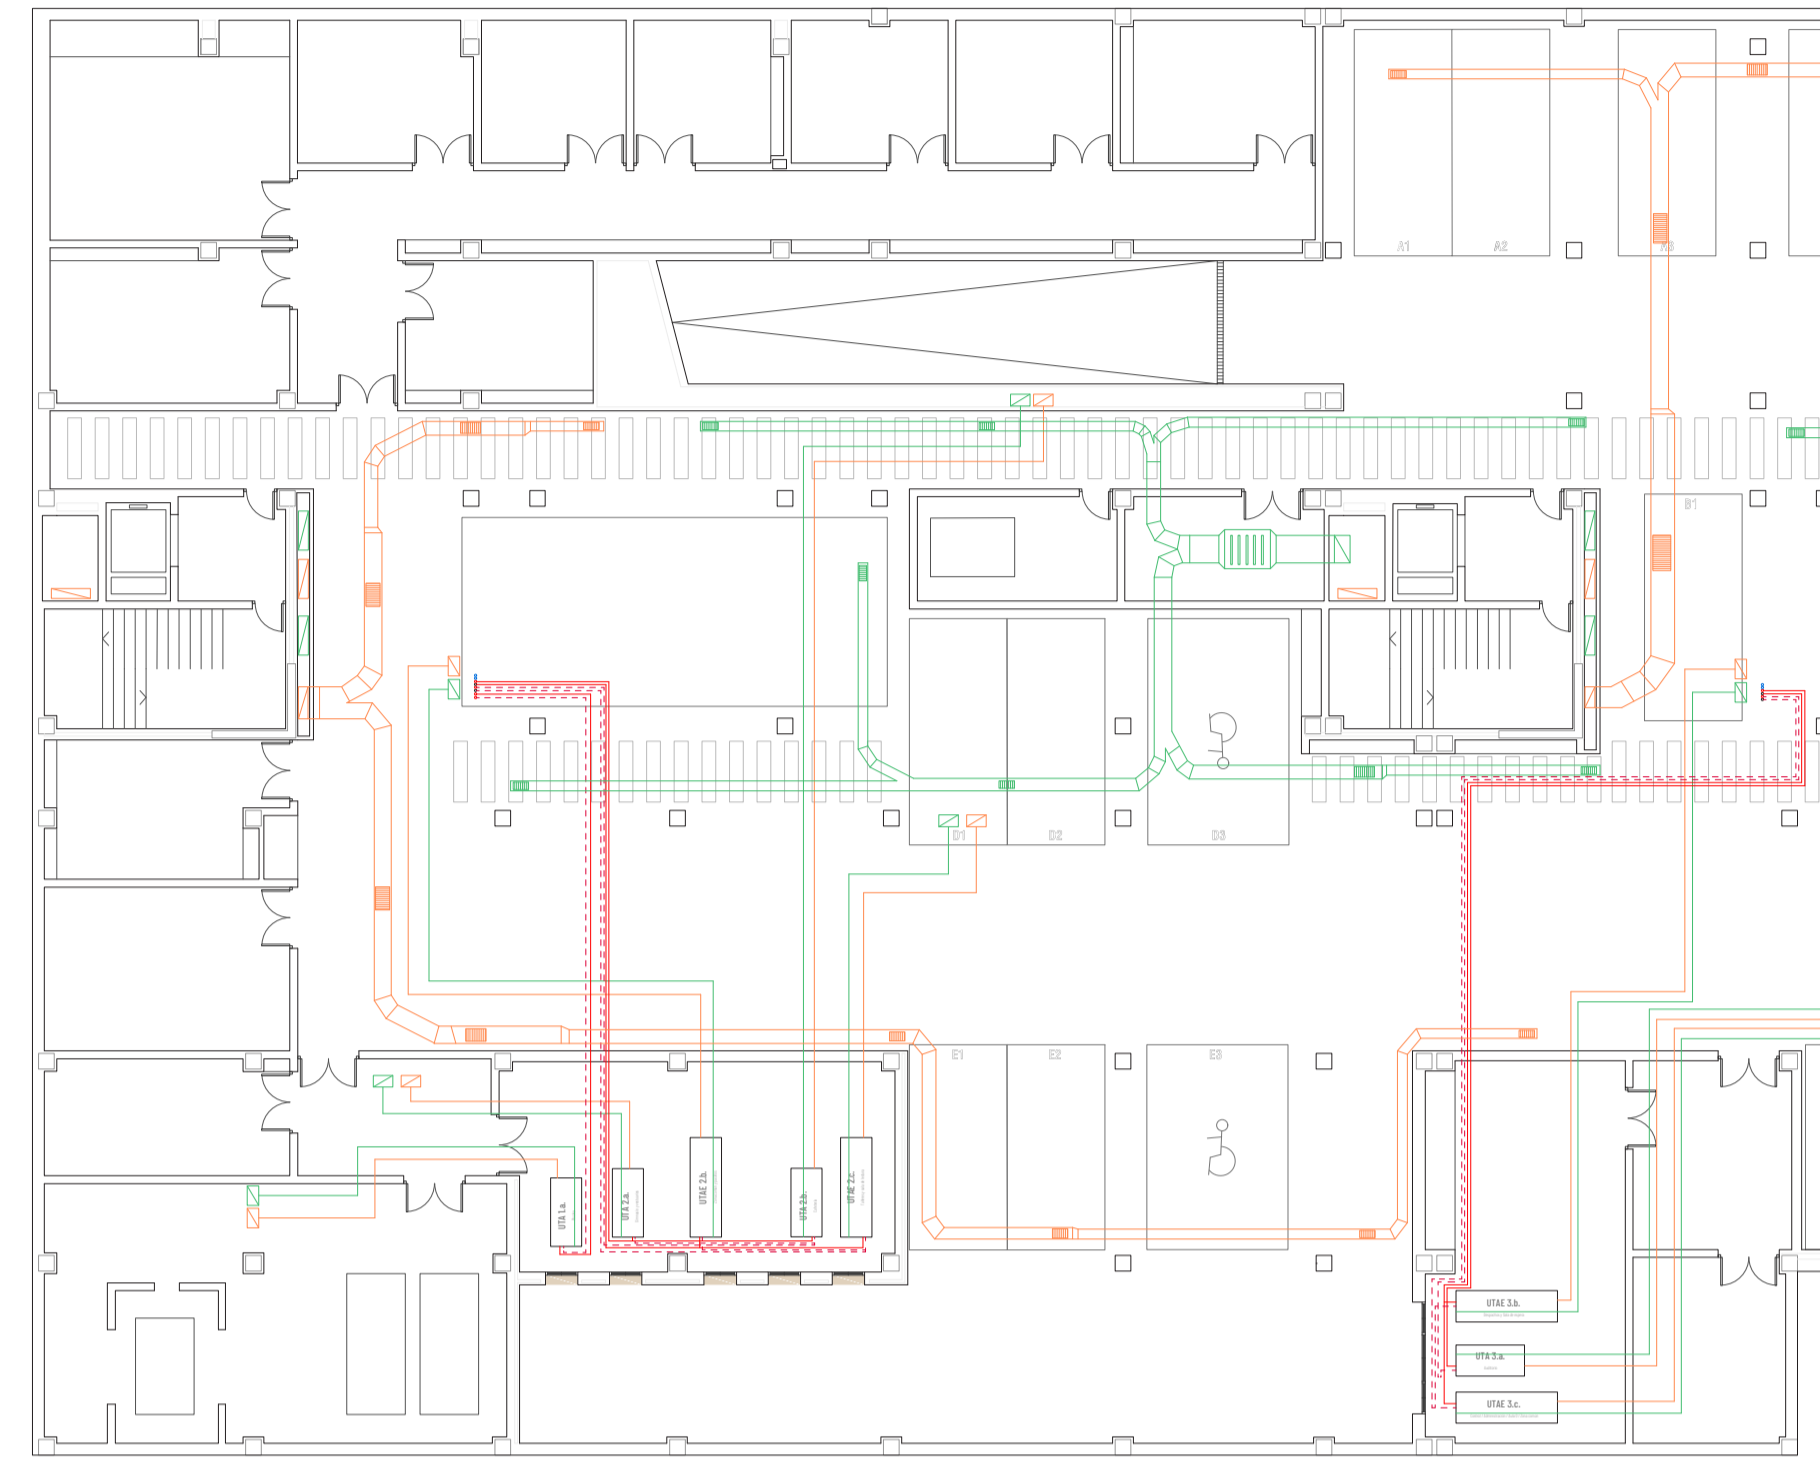 A1
A2
A3
B1
D1
D2
D3
E1
E2
E3
UTA 1.a.
UTA 2.a.
UTAE 2.b.
UTA 2.b.
UTAE 2.c.
UTAE 3.b.
UTA 3.a.
UTAE 3.c.